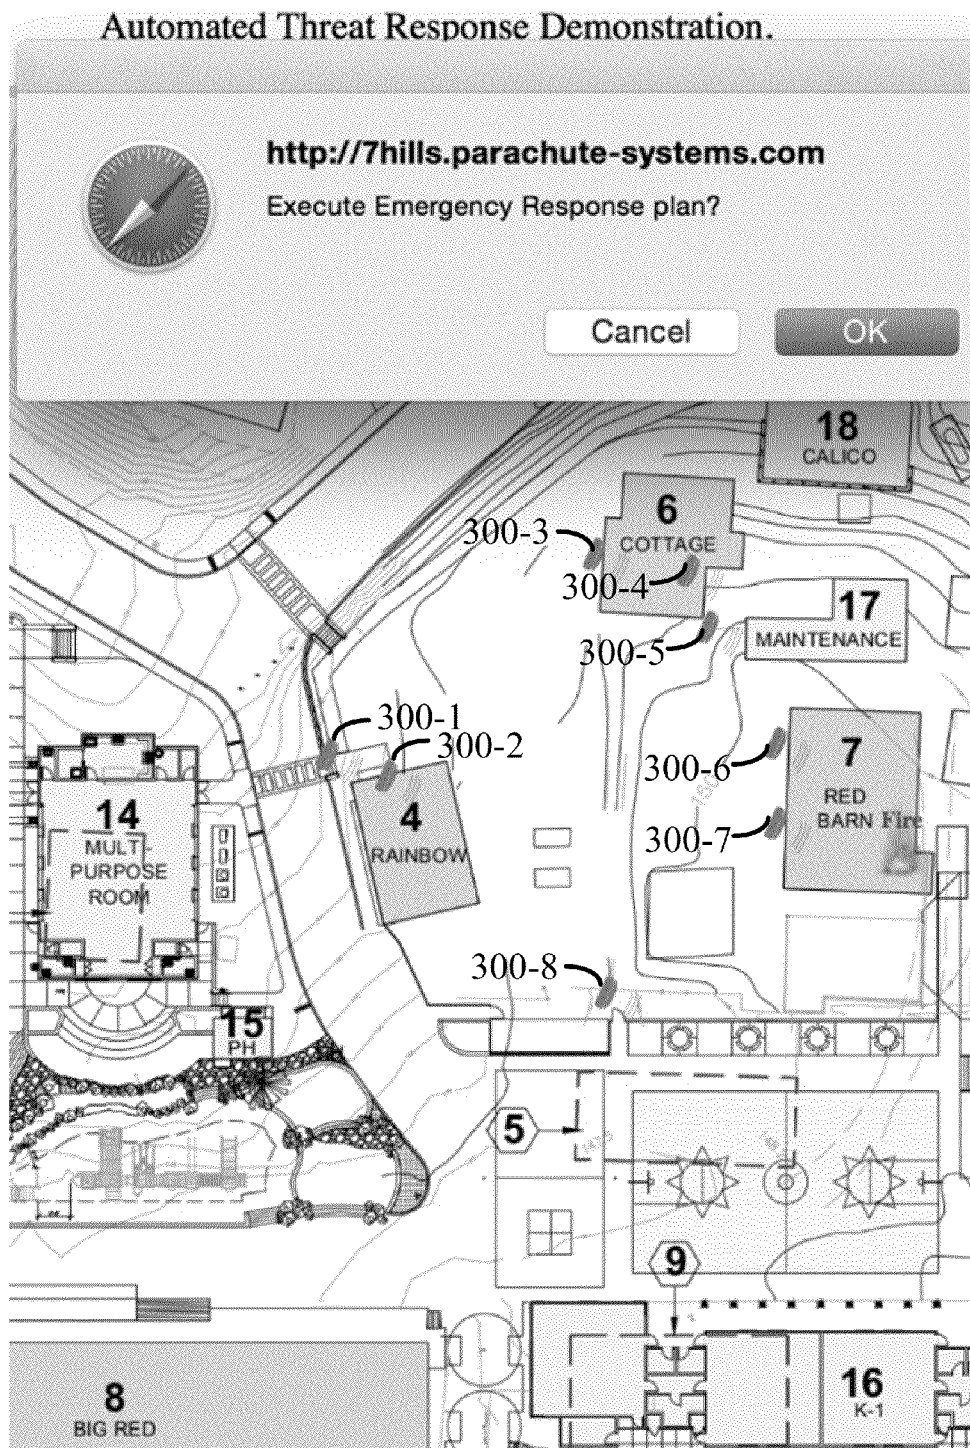 Automated Threat Response Demonstration.
http://7hills.parachute-systems.com
Execute Emergency Response plan?
Cancel OK
18
CALICO
6
300-3
COTTAGE
300-4
17
300-5
MAINTENANCE
300-1
300-2
300-6
7
14
4
RED
BARN Fire
MULTI-
300-7
PURPOSE
RAINBOW
ROOM
300-8
15
PH
5
9
8
16
K-1
BIG RED